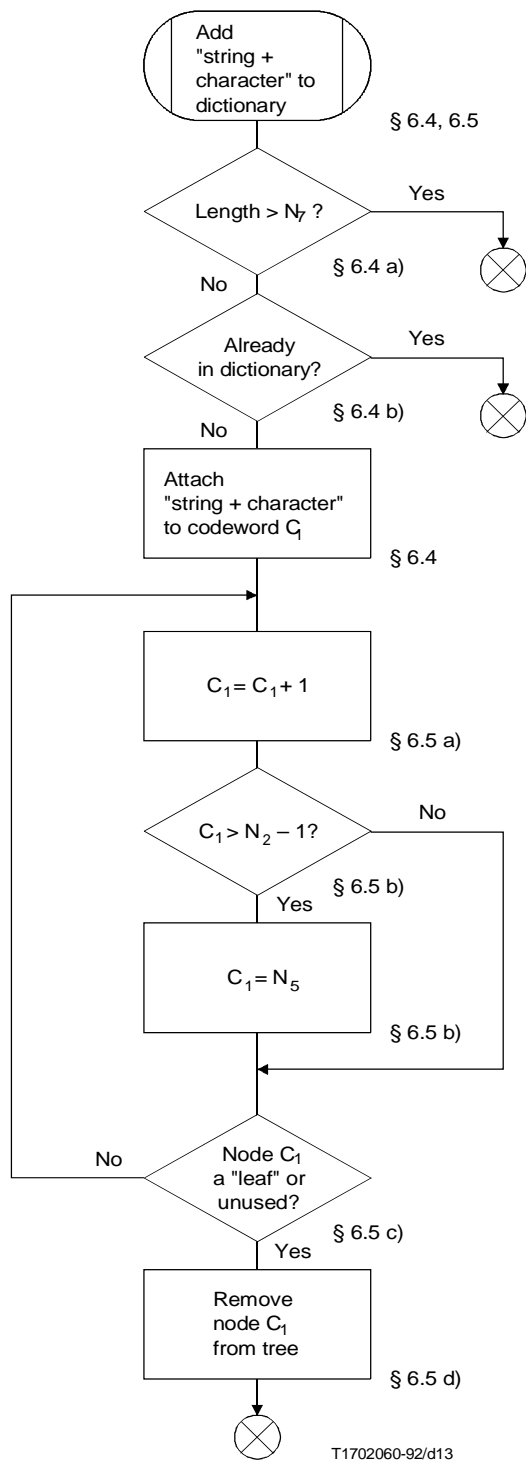 Add
"string +
character" to
dictionary
§ 6.4, 6.5
Length > N7 ?
Yes
§ 6.4 a)
No
Already
in dictionary?
Yes
§ 6.4 b)
No
Attach
"string + character"
to codeword C1
§ 6.4
C1 = C1 + 1
§ 6.5 a)
C1 > N2 – 1?
No
§ 6.5 b)
Yes
C1 = N5
§ 6.5 b)
No
Node C1
a "leaf" or
unused?
§ 6.5 c)
Yes
Remove
node C1
from tree
§ 6.5 d)
T1702060-92/d13